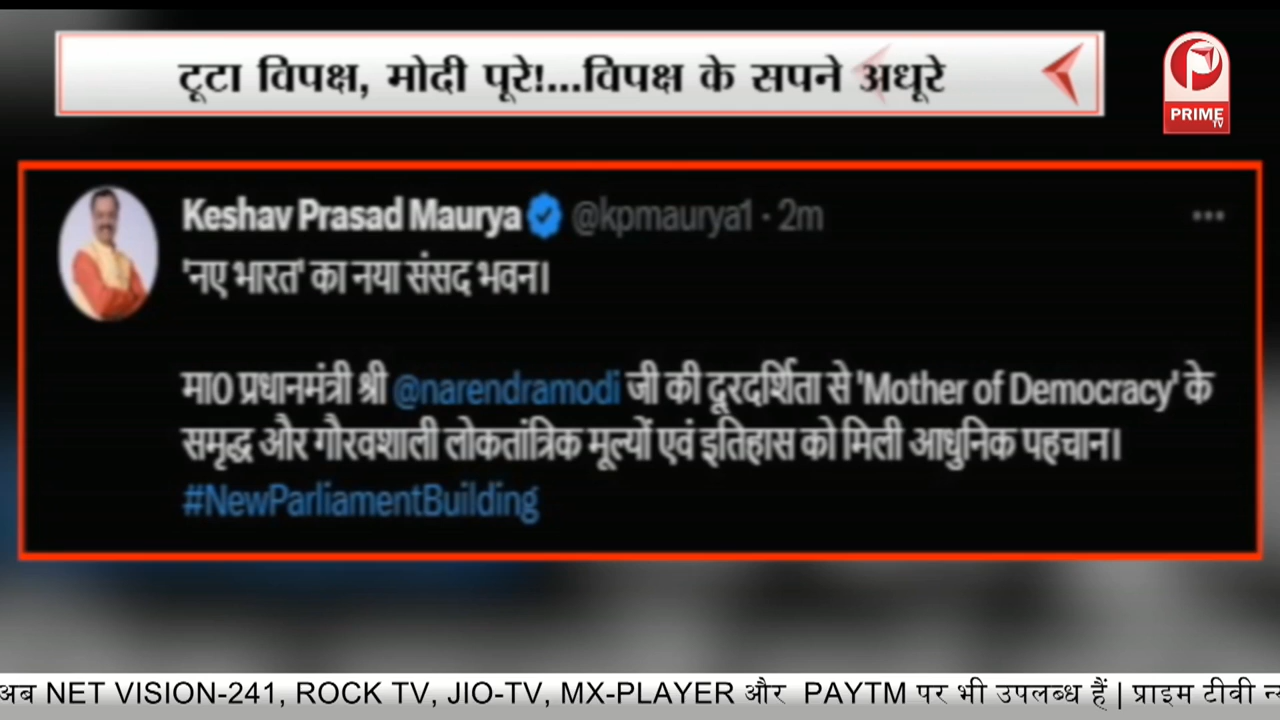 टूटा विपक्ष, मोदी पूरे!...विपक्ष के सपने अधूरे
PRIME
TV
Keshav Prasad Maurya @kpmaurya1 · 2m
'नए भारत' का नया संसद भवन।
मा0 प्रधानमंत्री श्री @narendramodi जी की दूरदर्शिता से 'Mother of Democracy' के
समृद्ध और गौरवशाली लोकतांत्रिक मूल्यों एवं इतिहास को मिली आधुनिक पहचान।
#NewParliamentBuilding
अब NET VISION-241, ROCK TV, JIO-TV, MX-PLAYER और PAYTM पर भी उपलब्ध हैं | प्राइम टीवी